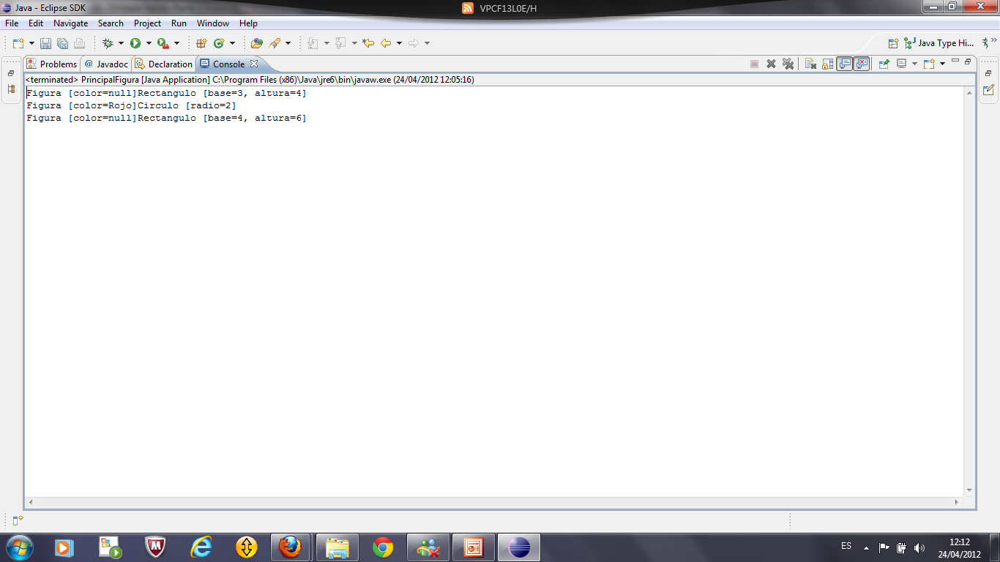 Java - Eclipse SDK
VPCF13L0E/H
File Edit Navigate Search Project Run Window Help
Java Type Hi...
Problems @ Javadoc Declaration Console
<terminated> PrincipalFigura [Java Application] C:\Program Files (x86)\Java\jre6\bin\javaw.exe (24/04/2012 12:05:16)
Figura [color=null]Rectangulo [base=3, altura=4]
Figura [color=Rojo]Circulo [radio=2]
Figura [color=null]Rectangulo [base=4, altura=6]
ES
12:12
24/04/2012